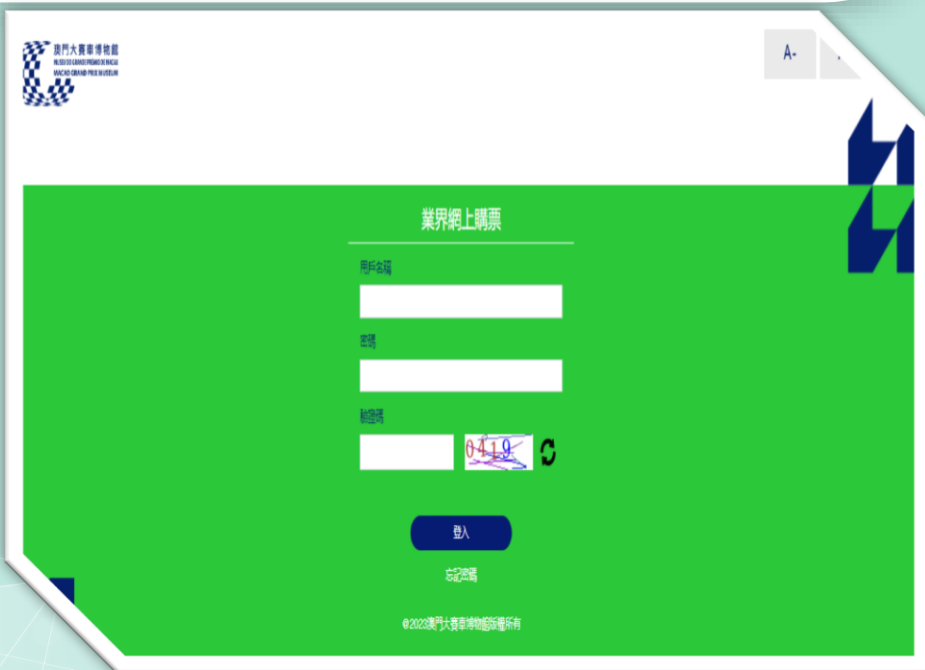 澳門大賽車博物館
MUSEU DO GRANDE PRÉMIO DE MACAU
MACAO GRAND PRIX MUSEUM
A-
業界網上購票
用戶名稱
密碼
驗證碼
0419
登入
忘記密碼
©2023澳門大賽車博物館版權所有